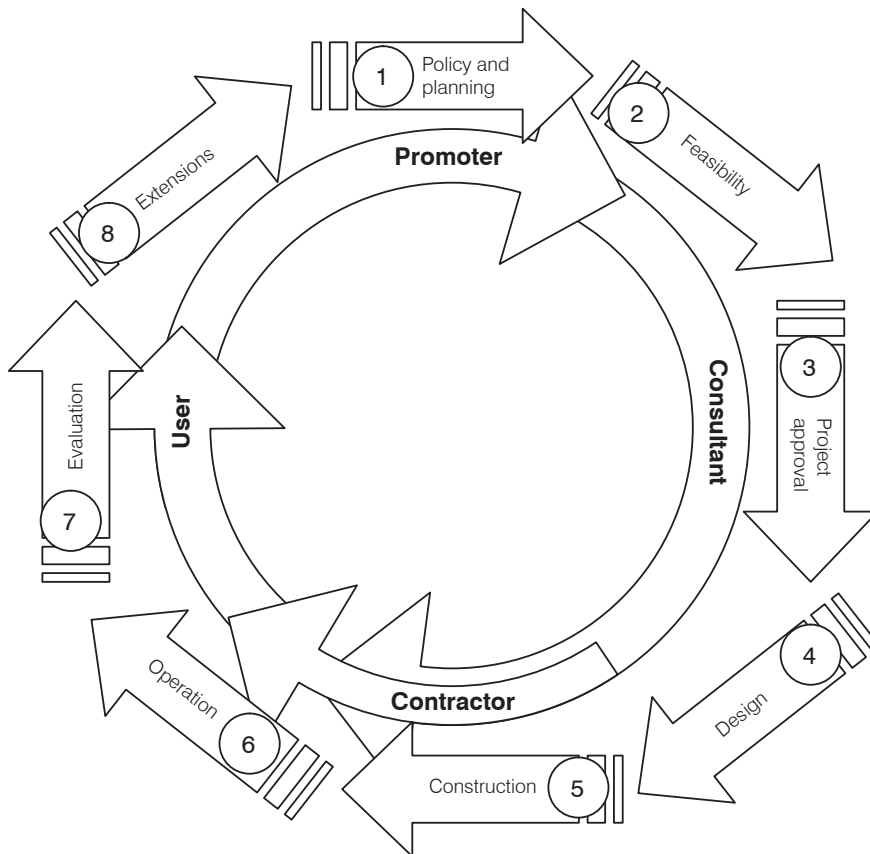 1
Policy and
planning
2
Feasibility
3
Project
approval
4
Design
5
Construction
6
Operation
7
Evaluation
8
Extensions
Promoter
Consultant
Contractor
User